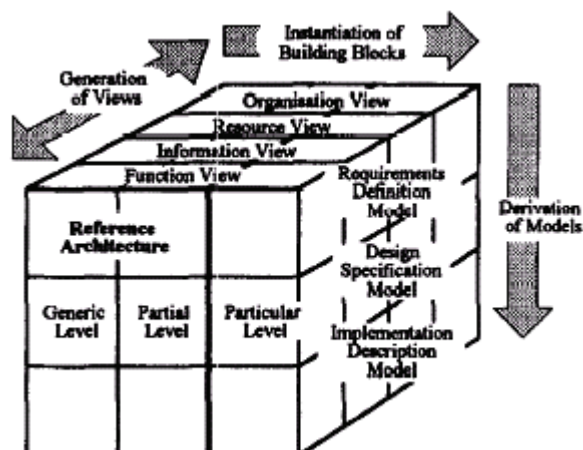 Instantiation of
Building Blocks
Generation
of Views
Organisation View
Resource View
Information View
Function View
Requirements
Definition
Model
Reference
Architecture
Derivation
of Models
Design
Specification
Model
Generic
Level
Partial
Level
Particular
Level
Implementation
Description
Model